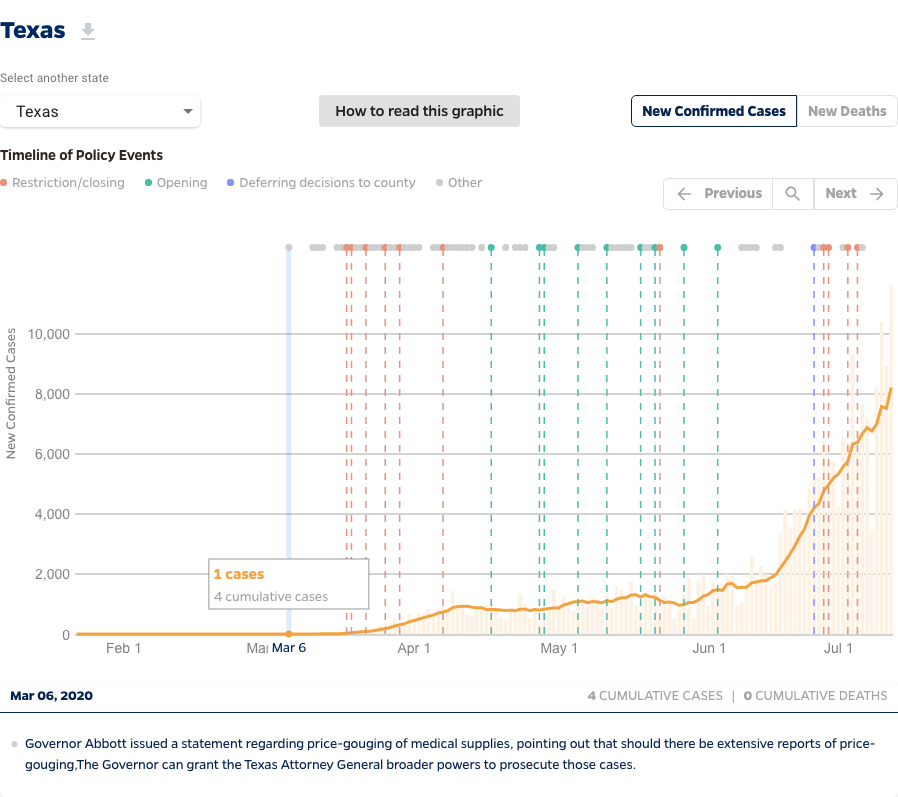 Texas
Select another state
Texas
How to read this graphic
New Confirmed Cases
New Deaths
Timeline of Policy Events
Restriction/closing
Opening
Deferring decisions to county
Other
Previous
Next
New Confirmed Cases
10,000
8,000
6,000
4,000
2,000
0
1 cases
4 cumulative cases
Feb 1
Mar 6
Apr 1
May 1
Jun 1
Jul 1
Mar 06, 2020
4 CUMULATIVE CASES | 0 CUMULATIVE DEATHS
Governor Abbott issued a statement regarding price-gouging of medical supplies, pointing out that should there be extensive reports of price-
gouging,The Governor can grant the Texas Attorney General broader powers to prosecute those cases.